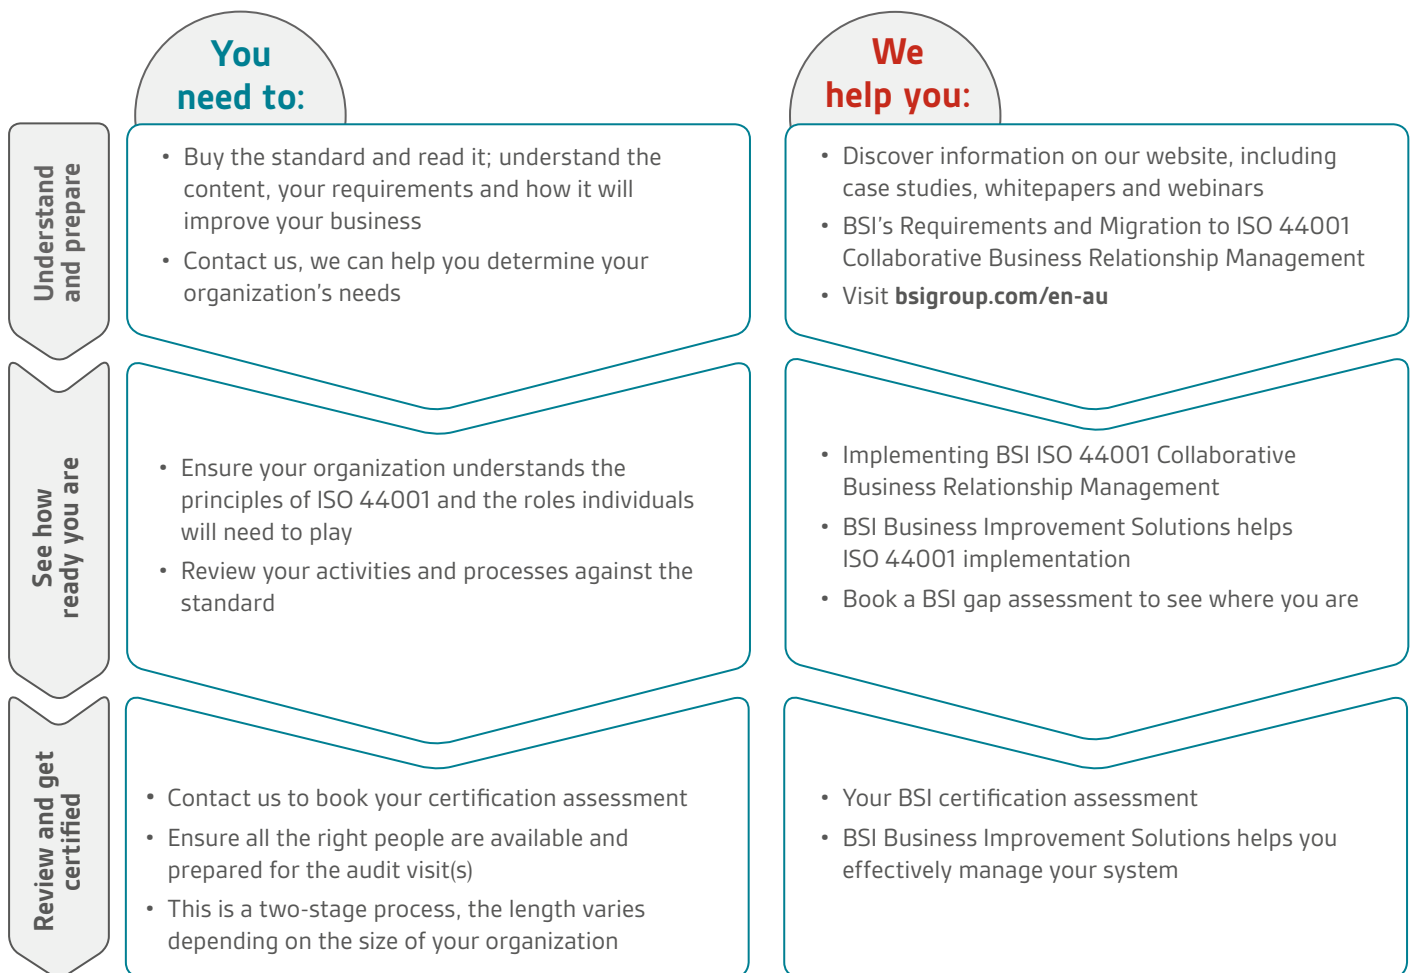 You
need to:
We
help you:
Understand
and prepare
• Buy the standard and read it; understand the
content, your requirements and how it will
improve your business
• Contact us, we can help you determine your
organization's needs
• Discover information on our website, including
case studies, whitepapers and webinars
• BSI's Requirements and Migration to ISO 44001
Collaborative Business Relationship Management
• Visit bsigroup.com/en-au
See how
ready you are
• Ensure your organization understands the
principles of ISO 44001 and the roles individuals
will need to play
• Review your activities and processes against the
standard
• Implementing BSI ISO 44001 Collaborative
Business Relationship Management
• BSI Business Improvement Solutions helps
ISO 44001 implementation
• Book a BSI gap assessment to see where you are
Review and get
certified
• Contact us to book your certification assessment
• Ensure all the right people are available and
prepared for the audit visit(s)
• This is a two-stage process, the length varies
depending on the size of your organization
• Your BSI certification assessment
• BSI Business Improvement Solutions helps you
effectively manage your system